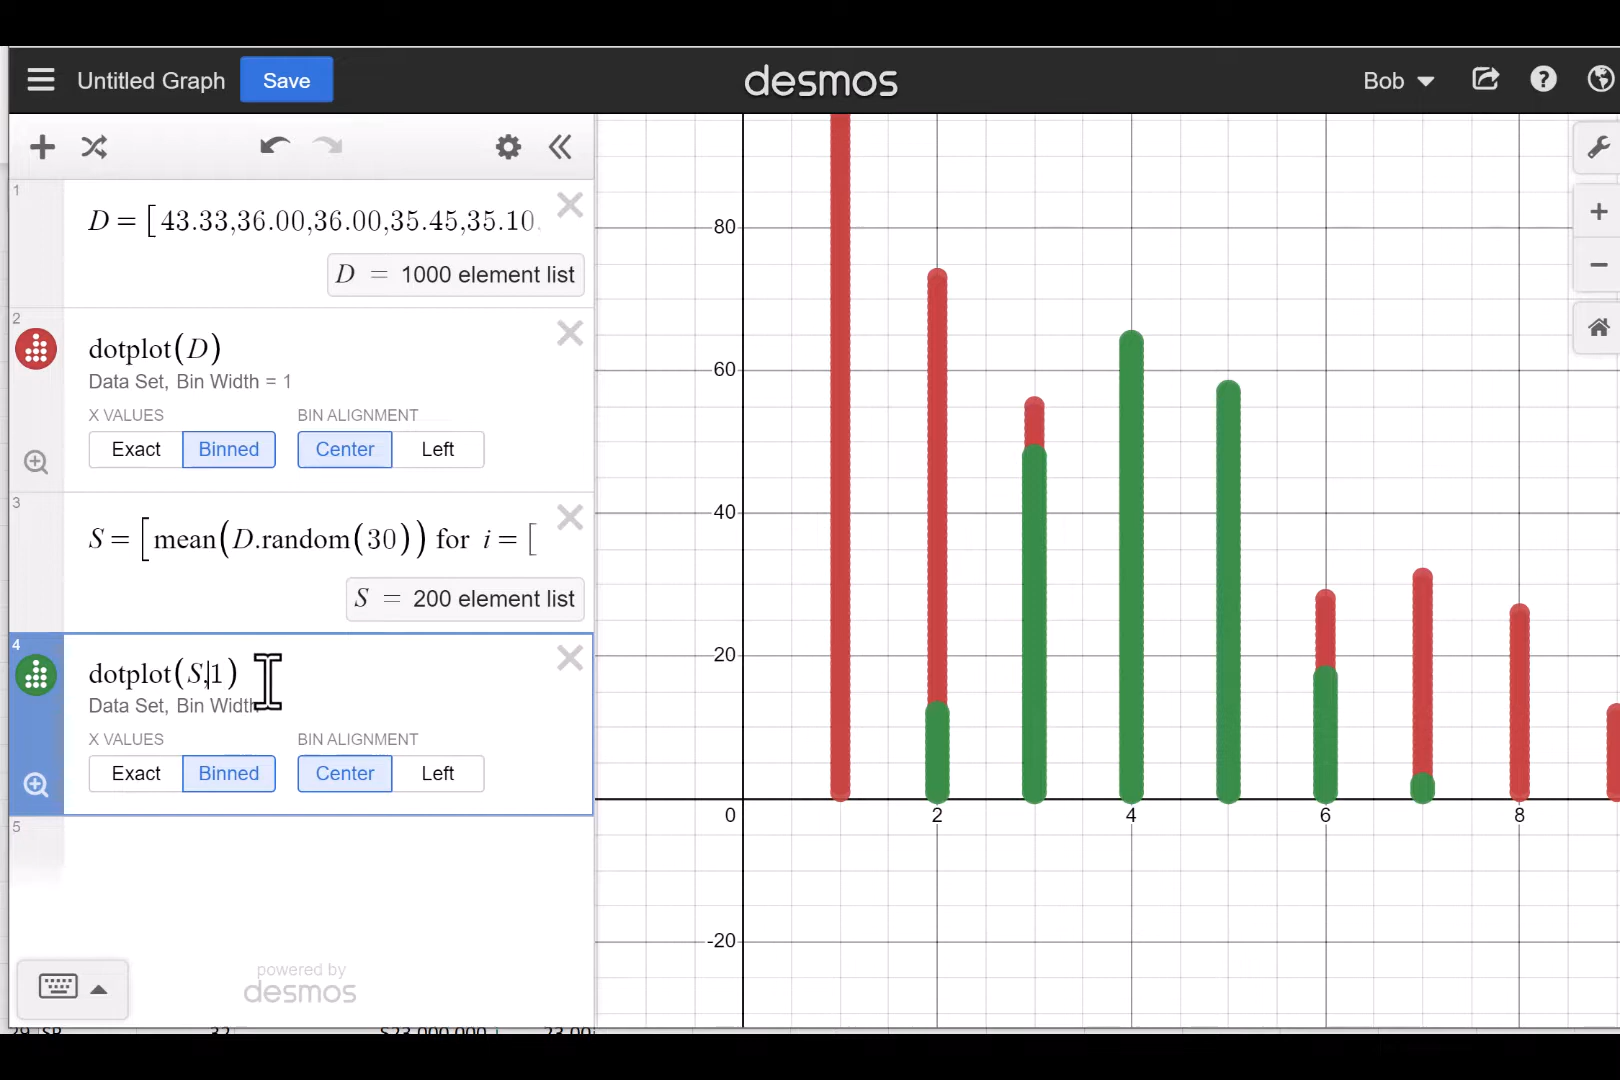 Untitled Graph Save desmos Bob
1
D = [43.33,36.00,36.00,35.45,35.10,
D = 1000 element list
2
dotplot(D)
Data Set, Bin Width = 1
X VALUES BIN ALIGNMENT
Exact Binned Center Left
3
S = [mean(D.random(30)) for i = [
S = 200 element list
4
dotplot(S,1)
Data Set, Bin Width
X VALUES BIN ALIGNMENT
Exact Binned Center Left
5
powered by
desmos
80
60
40
20
0 2 4 6 8
-20